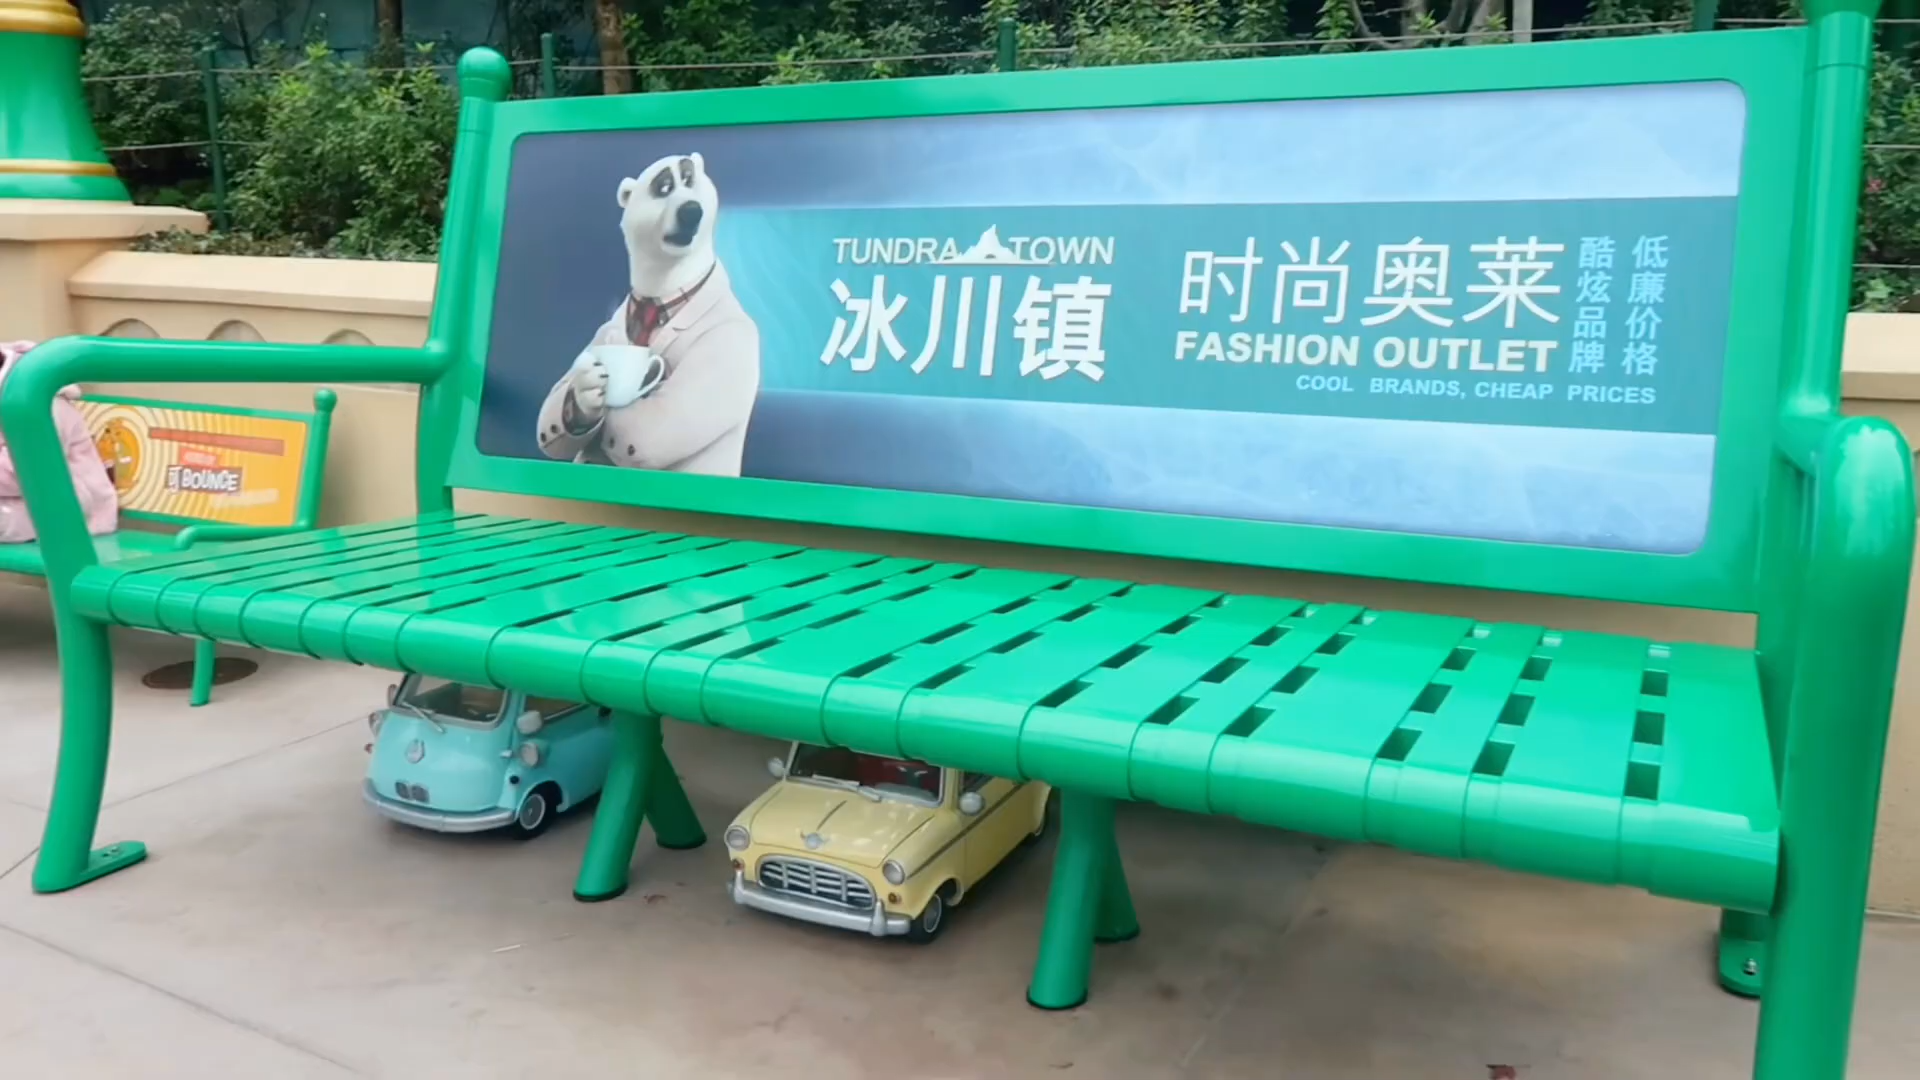 TUNDRA TOWN
冰川镇
时尚奥莱
FASHION OUTLET
酷炫品牌
低廉价格
COOL BRANDS, CHEAP PRICES
DJ BOUNCE